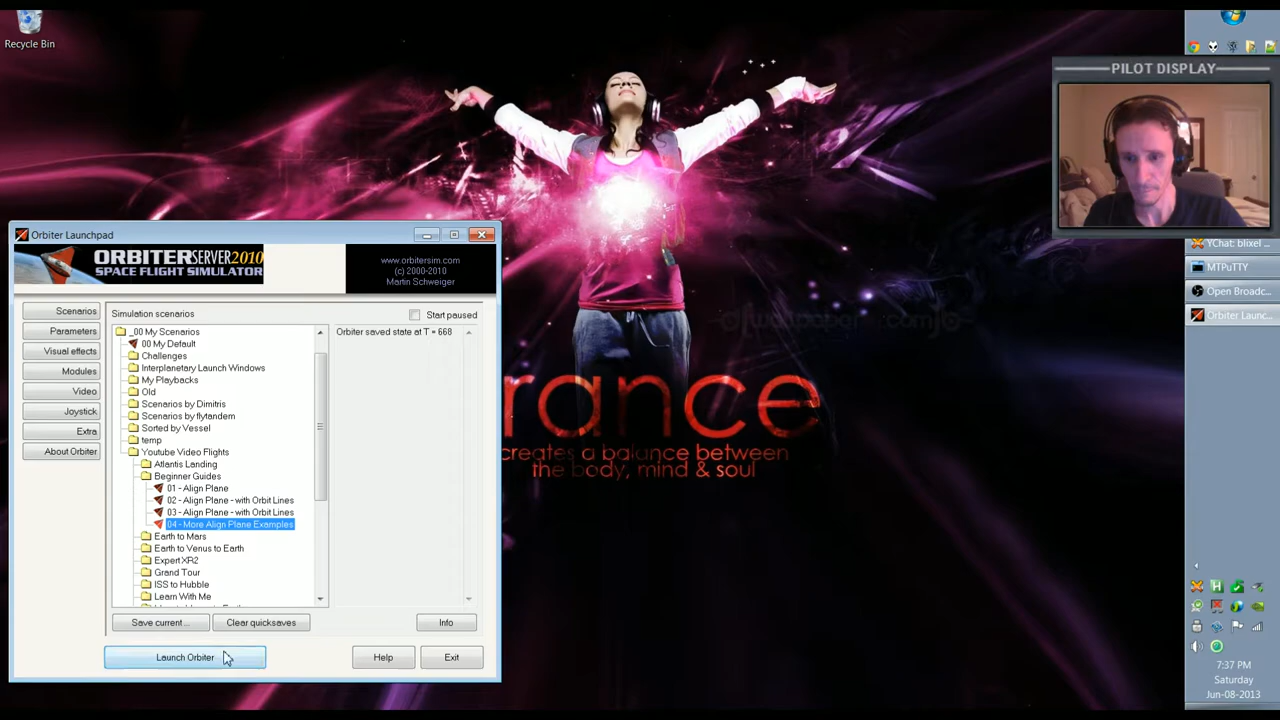 Recycle Bin
PILOT DISPLAY
Orbiter Launchpad
ORBITERSERVER2010
SPACE FLIGHT SIMULATOR
www.orbitersim.com
(c) 2000-2010
Martin Schweiger
Scenarios
Parameters
Visual effects
Modules
Video
Joystick
Extra
About Orbiter
Simulation scenarios
Start paused
_00 My Scenarios
00 My Default
Challenges
Interplanetary Launch Windows
My Playbacks
Old
Scenarios by Dimitris
Scenarios by flytandem
Sorted by Vessel
temp
Youtube Video Flights
Atlantis Landing
Beginner Guides
01 - Align Plane
02 - Align Plane - with Orbit Lines
03 - Align Plane - with Orbit Lines
04 - More Align Plane Examples
Earth to Mars
Earth to Venus to Earth
Expert XR2
Grand Tour
ISS to Hubble
Learn With Me
Orbiter saved state at T = 668
Save current...
Clear quicksaves
Info
Launch Orbiter
Help
Exit
rance
creates a balance between
the body, mind & soul
YChat: blixel ...
MTPuTTY
Open Broadc...
Orbiter Launc...
7:37 PM
Saturday
Jun-08-2013